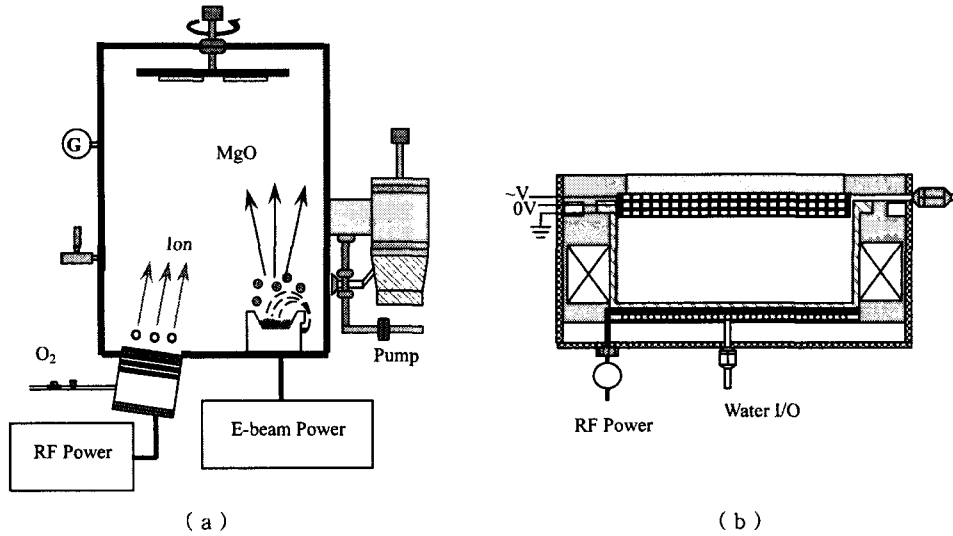 G
MgO
Ion
O₂
Pump
RF Power
E-beam Power
(a)
~V
0V
RF Power
Water I/O
(b)